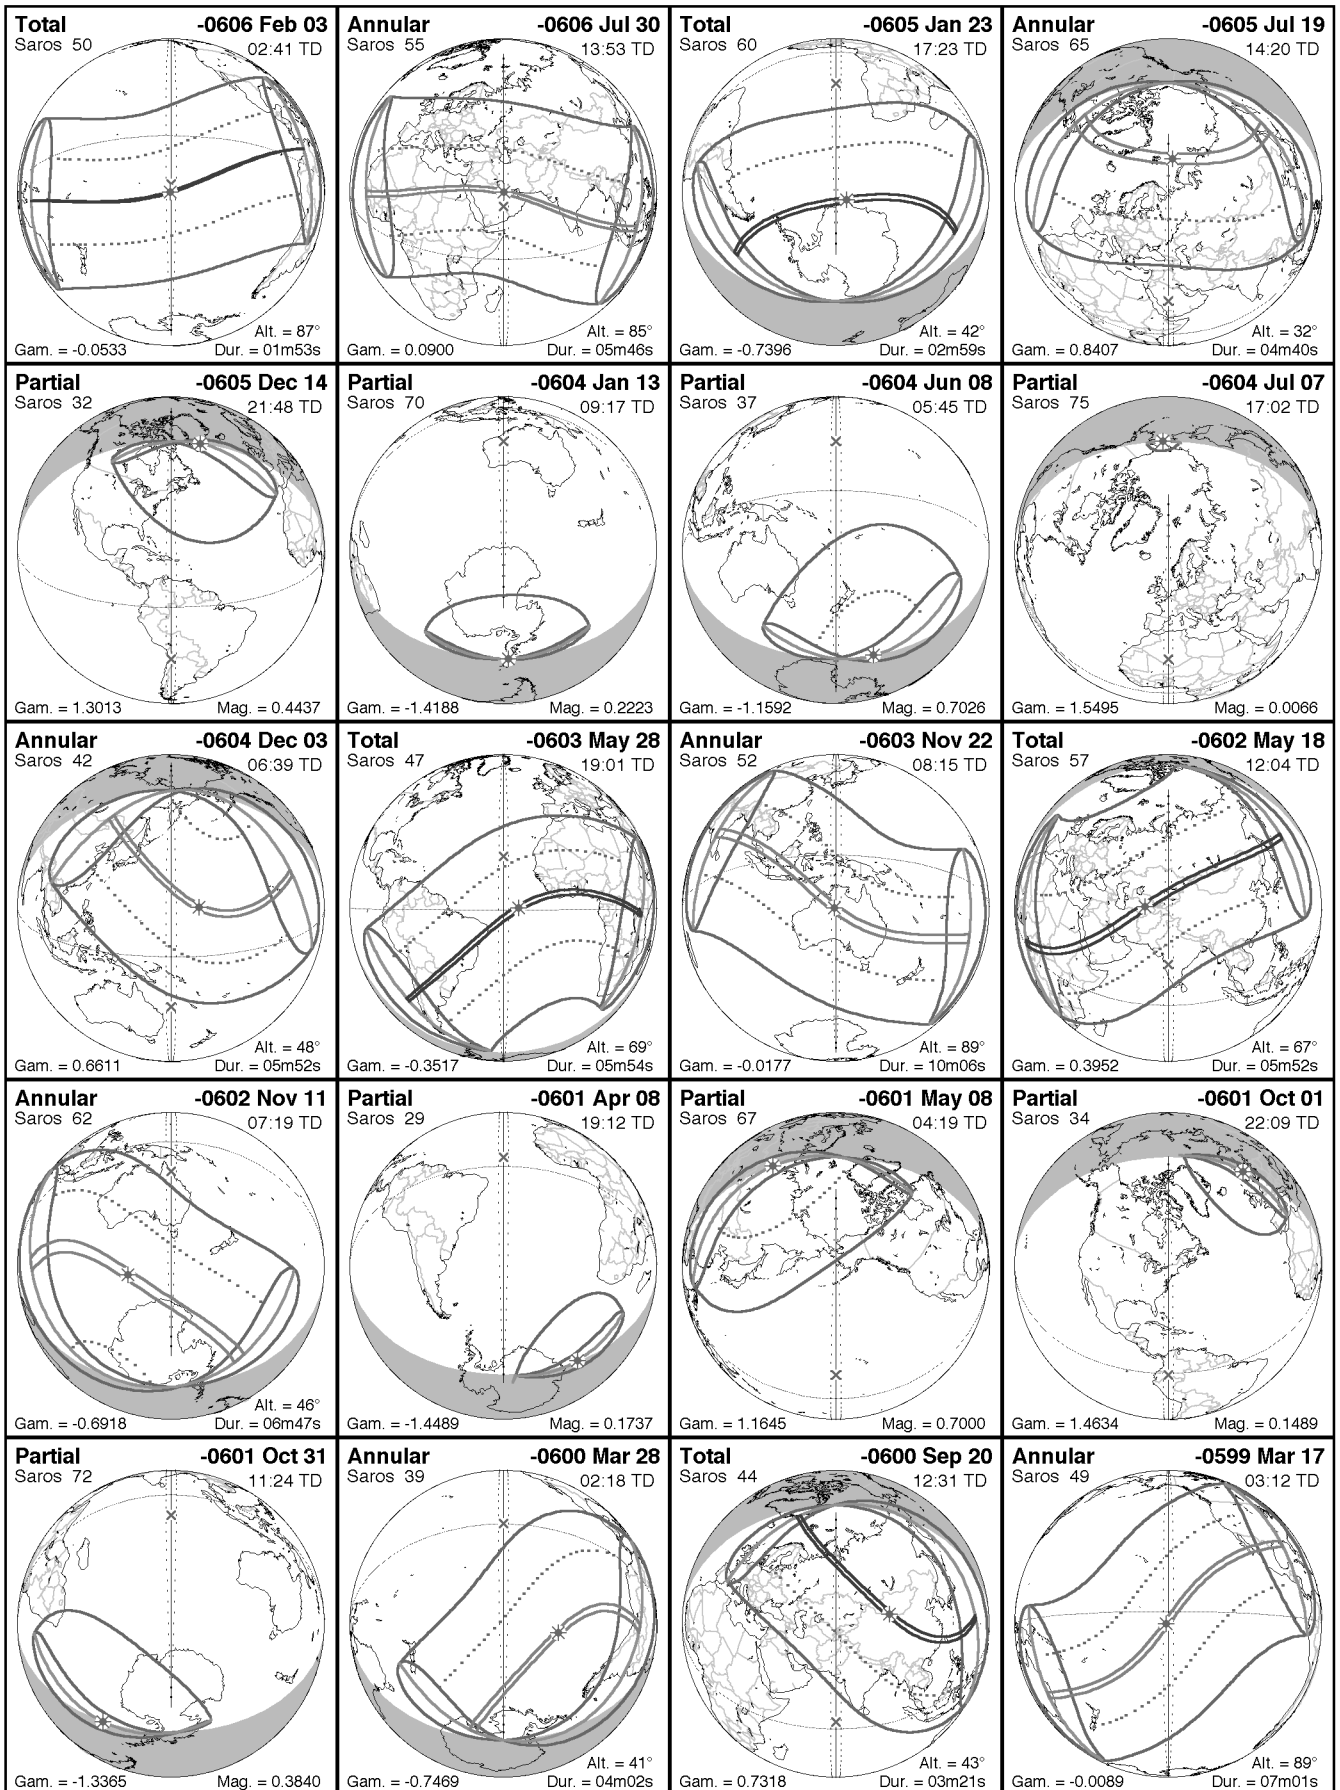 Total -0606 Feb 03
Saros 50 02:41 TD
Alt. = 87°
Gam. = -0.0533 Dur. = 01m53s
Annular -0606 Jul 30
Saros 55 13:53 TD
Alt. = 85°
Gam. = 0.0900 Dur. = 05m46s
Total -0605 Jan 23
Saros 60 17:23 TD
Alt. = 42°
Gam. = -0.7396 Dur. = 02m59s
Annular -0605 Jul 19
Saros 65 14:20 TD
Alt. = 32°
Gam. = 0.8407 Dur. = 04m40s
Partial -0605 Dec 14
Saros 32 21:48 TD
Gam. = 1.3013 Mag. = 0.4437
Partial -0604 Jan 13
Saros 70 09:17 TD
Gam. = -1.4188 Mag. = 0.2223
Partial -0604 Jun 08
Saros 37 05:45 TD
Gam. = -1.1592 Mag. = 0.7026
Partial -0604 Jul 07
Saros 75 17:02 TD
Gam. = 1.5495 Mag. = 0.0066
Annular -0604 Dec 03
Saros 42 06:39 TD
Alt. = 48°
Gam. = 0.6611 Dur. = 05m52s
Total -0603 May 28
Saros 47 19:01 TD
Alt. = 69°
Gam. = -0.3517 Dur. = 05m54s
Annular -0603 Nov 22
Saros 52 08:15 TD
Alt. = 89°
Gam. = -0.0177 Dur. = 10m06s
Total -0602 May 18
Saros 57 12:04 TD
Alt. = 67°
Gam. = 0.3952 Dur. = 05m52s
Annular -0602 Nov 11
Saros 62 07:19 TD
Alt. = 46°
Gam. = -0.6918 Dur. = 06m47s
Partial -0601 Apr 08
Saros 29 19:12 TD
Gam. = -1.4489 Mag. = 0.1737
Partial -0601 May 08
Saros 67 04:19 TD
Gam. = 1.1645 Mag. = 0.7000
Partial -0601 Oct 01
Saros 34 22:09 TD
Gam. = 1.4634 Mag. = 0.1489
Partial -0601 Oct 31
Saros 72 11:24 TD
Gam. = -1.3365 Mag. = 0.3840
Annular -0600 Mar 28
Saros 39 02:18 TD
Alt. = 41°
Gam. = -0.7469 Dur. = 04m02s
Total -0600 Sep 20
Saros 44 12:31 TD
Alt. = 43°
Gam. = 0.7318 Dur. = 03m21s
Annular -0599 Mar 17
Saros 49 03:12 TD
Alt. = 89°
Gam. = -0.0089 Dur. = 07m01s